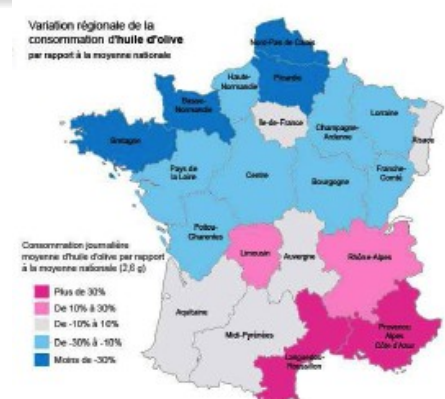 Variation régionale de la
consommation d'huile d'olive
par rapport à la moyenne nationale
Nord-Pas de Calais
Haute-
Normandie
Picardie
Basse-
Normandie
Ile-de-France
Champagne-
Ardenne
Lorraine
Alsace
Bretagne
Pays de
la Loire
Centre
Bourgogne
Franche-
Comté
Poitou-
Charentes
Limousin
Auvergne
Rhône-Alpes
Aquitaine
Midi-Pyrénées
Languedoc-
Roussillon
Provence
Alpes
Côte d'Azur
Consommation journalière
moyenne d'huile d'olive par rapport
à la moyenne nationale (2,6 g)
Plus de 30%
De 10% à 30%
De -10% à 10%
De -30% à -10%
Moins de -30%